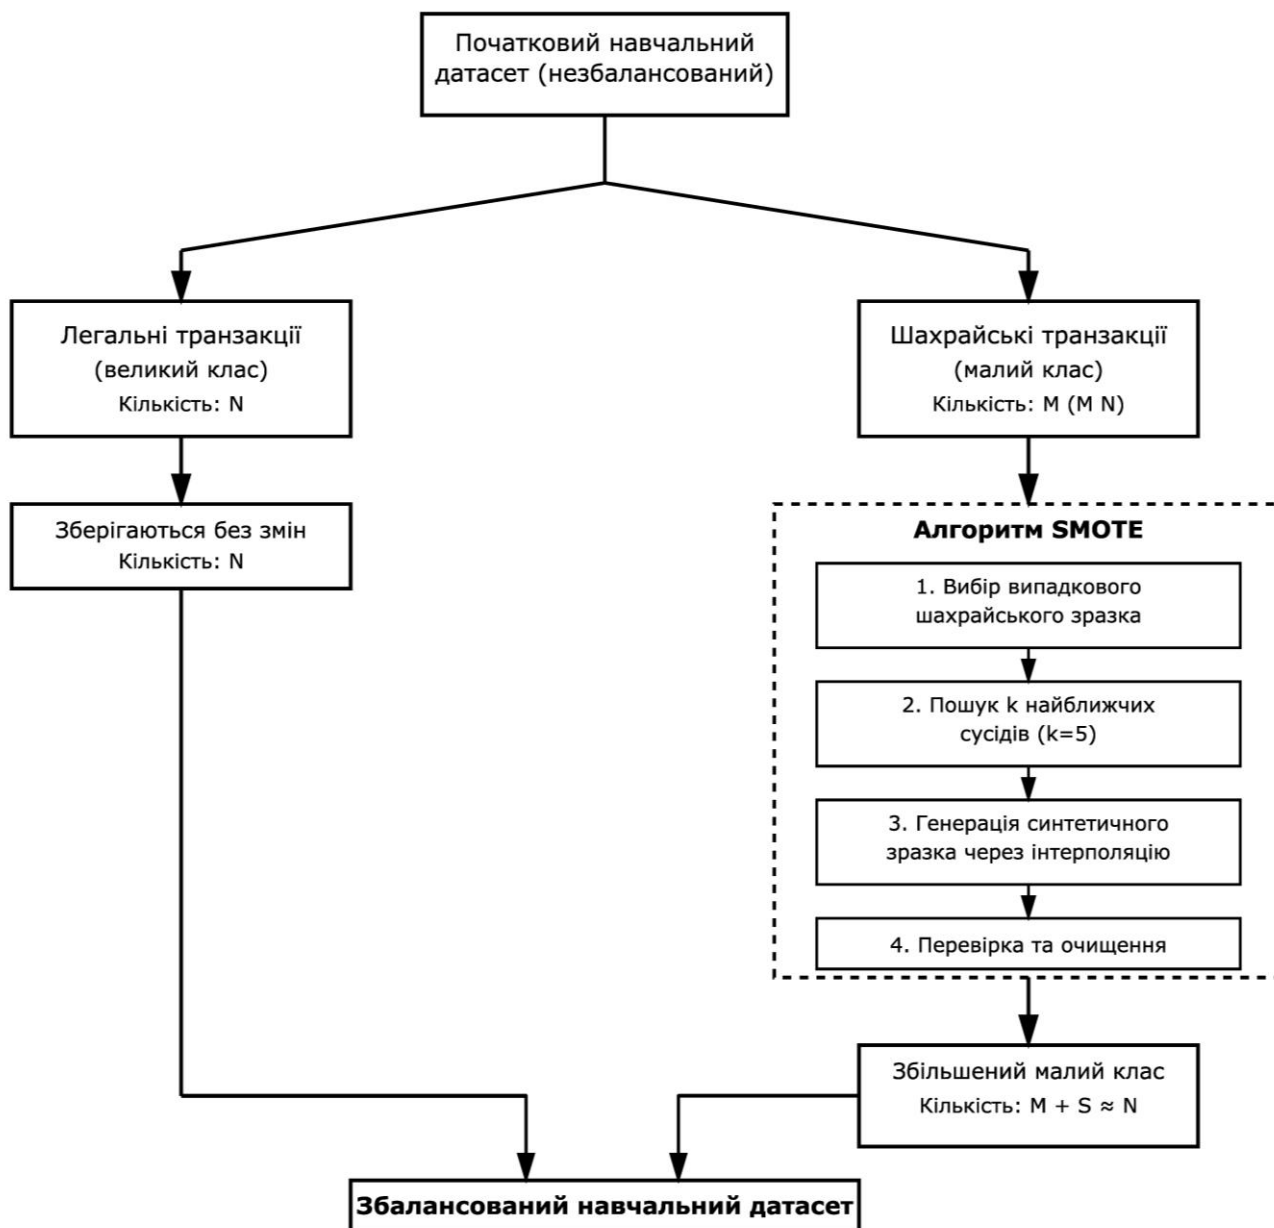 Початковий навчальний
датасет (незбалансований)
Легальні транзакції
(великий клас)
Кількість: N
Шахрайські транзакції
(малий клас)
Кількість: M (M N)
Зберігаються без змін
Кількість: N
Алгоритм SMOTE
1. Вибір випадкового
шахрайського зразка
2. Пошук k найближчих
сусідів (k=5)
3. Генерація синтетичного
зразка через інтерполяцію
4. Перевірка та очищення
Збільшений малий клас
Кількість: M + S ≈ N
Збалансований навчальний датасет